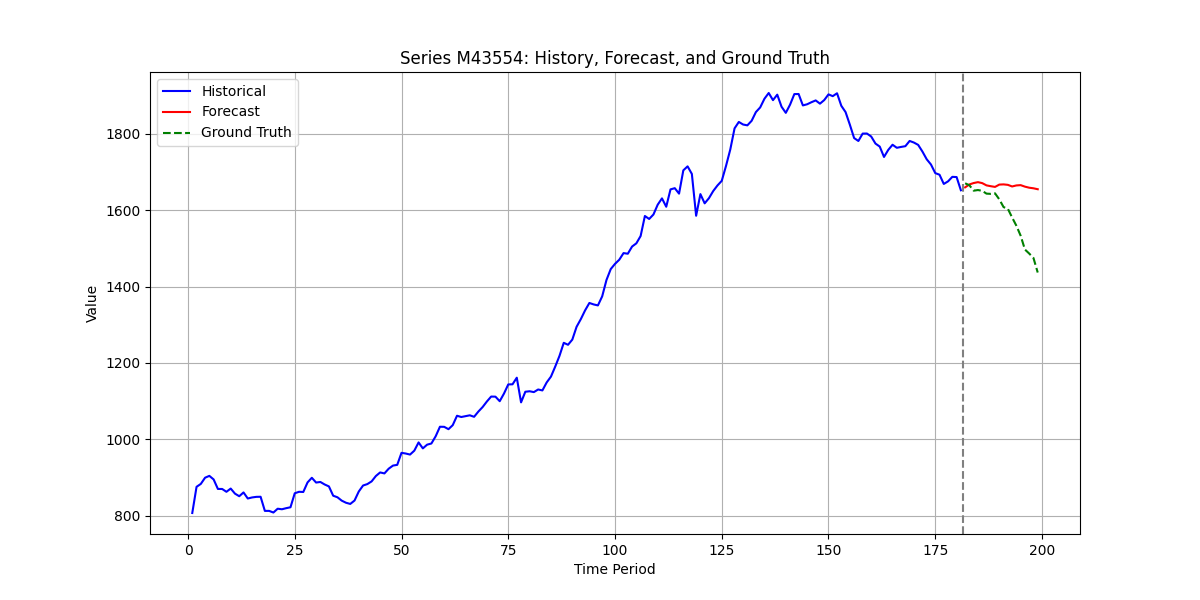 Series M43554: History, Forecast, and Ground Truth
Historical
Forecast
Ground Truth
Value
1800
1600
1400
1200
1000
800
0 25 50 75 100 125 150 175 200
Time Period